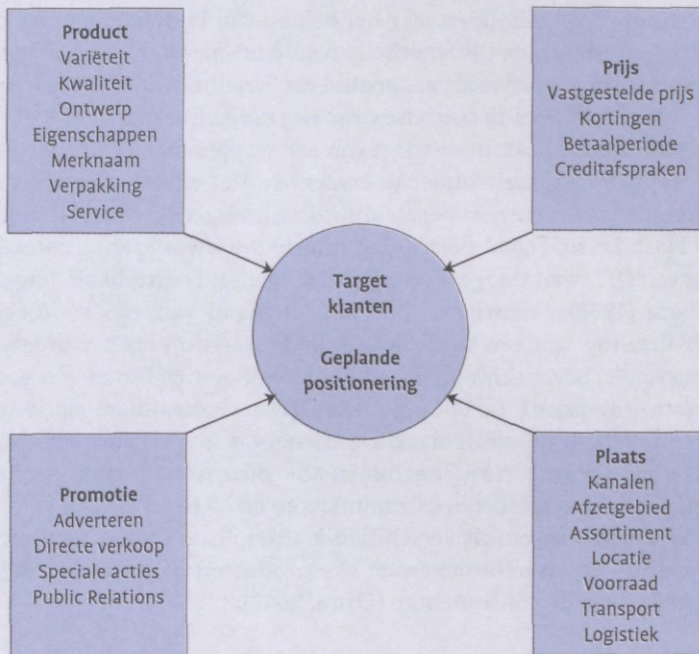 Product
Variëteit
Kwaliteit
Ontwerp
Eigenschappen
Merknaam
Verpakking
Service
Prijs
Vastgestelde prijs
Kortingen
Betaalperiode
Creditafspraken
Target
klanten
Geplande
positionering
Promotie
Adverteren
Directe verkoop
Speciale acties
Public Relations
Plaats
Kanalen
Afzetgebied
Assortiment
Locatie
Voorraad
Transport
Logistiek